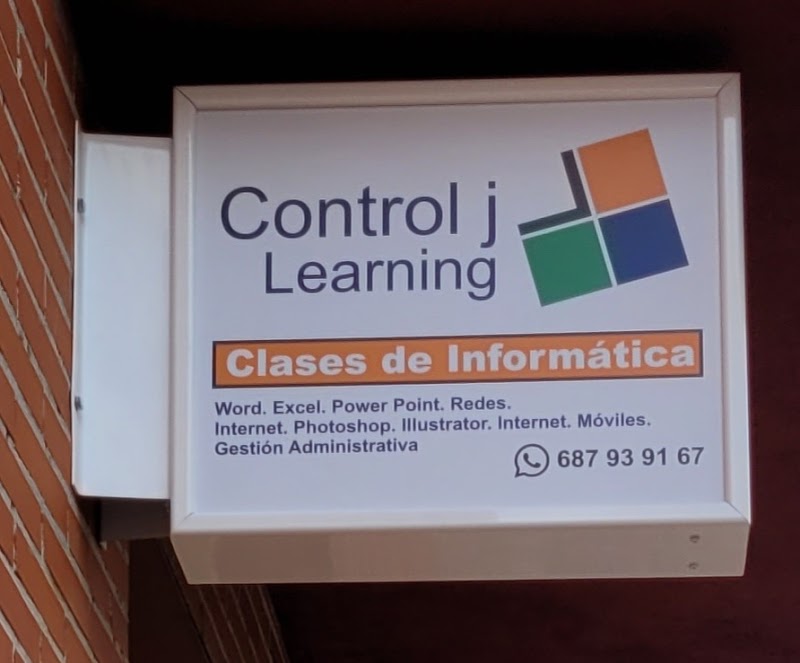 Control j
Learning
Clases de Informática
Word. Excel. Power Point. Redes.
Internet. Photoshop. Illustrator. Internet. Móviles.
Gestión Administrativa
687 93 91 67